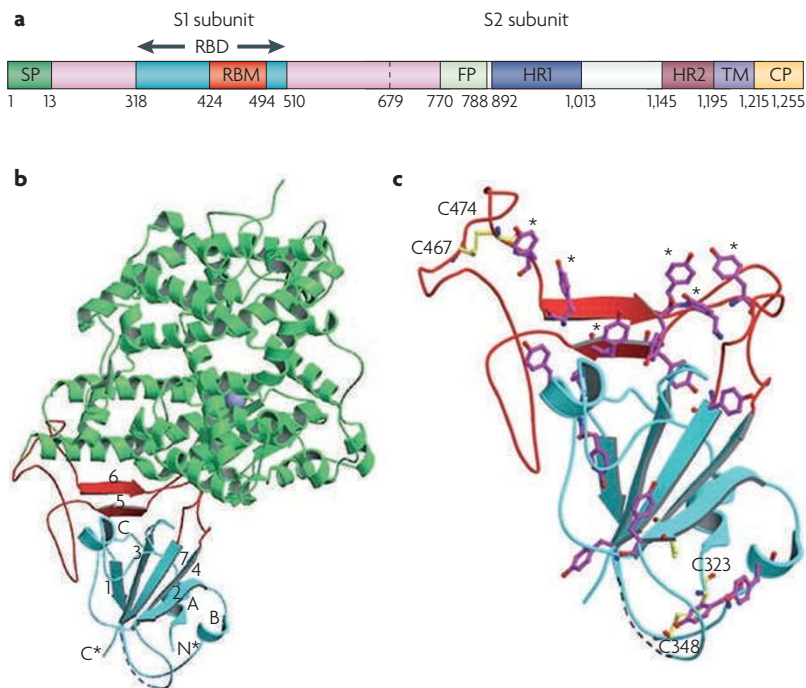 a
S1 subunit S2 subunit
RBD
SP RBM FP HR1 HR2 TM CP
1 13 318 424 494 510 679 770 788 892 1,013 1,145 1,195 1,215 1,255
b
c
C474
C467
* * * * * *
6
5
C
3
7
4
1
2
A
B
C*
N*
C323
C348